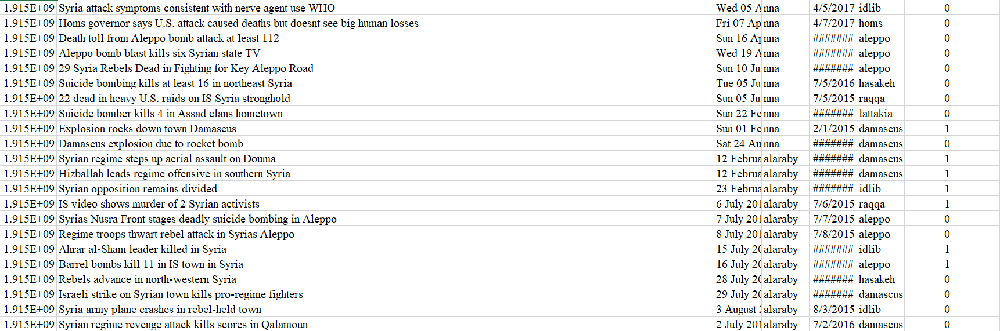 1.915E+09 Syria attack symptoms consistent with nerve agent use WHO Wed 05 A nna 4/5/2017 idlib 0
1.915E+09 Homs governor says U.S. attack caused deaths but doesnt see big human losses Fri 07 Ap nna 4/7/2017 homs 0
1.915E+09 Death toll from Aleppo bomb attack at least 112 Sun 16 Ap nna ####### aleppo 0
1.915E+09 Aleppo bomb blast kills six Syrian state TV Wed 19 A nna ####### aleppo 0
1.915E+09 29 Syria Rebels Dead in Fighting for Key Aleppo Road Sun 10 Jul nna ####### aleppo 0
1.915E+09 Suicide bombing kills at least 16 in northeast Syria Tue 05 Ju nna 7/5/2016 hasakeh 0
1.915E+09 22 dead in heavy U.S. raids on IS Syria stronghold Sun 05 Jul nna 7/5/2015 raqqa 0
1.915E+09 Suicide bomber kills 4 in Assad clans hometown Sun 22 Fe nna ####### lattakia 0
1.915E+09 Explosion rocks down town Damascus Sun 01 Fe nna 2/1/2015 damascus 1
1.915E+09 Damascus explosion due to rocket bomb Sat 24 Au nna ####### damascus 0
1.915E+09 Syrian regime steps up aerial assault on Douma 12 Februa alaraby ####### damascus 1
1.915E+09 Hizballah leads regime offensive in southern Syria 12 Februa alaraby ####### damascus 1
1.915E+09 Syrian opposition remains divided 23 Februa alaraby ####### idlib 1
1.915E+09 IS video shows murder of 2 Syrian activists 6 July 201 alaraby 7/6/2015 raqqa 1
1.915E+09 Syrias Nusra Front stages deadly suicide bombing in Aleppo 7 July 201 alaraby 7/7/2015 aleppo 0
1.915E+09 Regime troops thwart rebel attack in Syrias Aleppo 8 July 201 alaraby 7/8/2015 aleppo 0
1.915E+09 Ahrar al-Sham leader killed in Syria 15 July 20 alaraby ####### idlib 1
1.915E+09 Barrel bombs kill 11 in IS town in Syria 16 July 20 alaraby ####### aleppo 1
1.915E+09 Rebels advance in north-western Syria 28 July 20 alaraby ####### hasakeh 0
1.915E+09 Israeli strike on Syrian town kills pro-regime fighters 29 July 20 alaraby ####### damascus 0
1.915E+09 Syria army plane crashes in rebel-held town 3 August 2 alaraby 8/3/2015 idlib 0
1.915E+09 Syrian regime revenge attack kills scores in Qalamoun 2 July 201 alaraby 7/2/2016 damascus 0